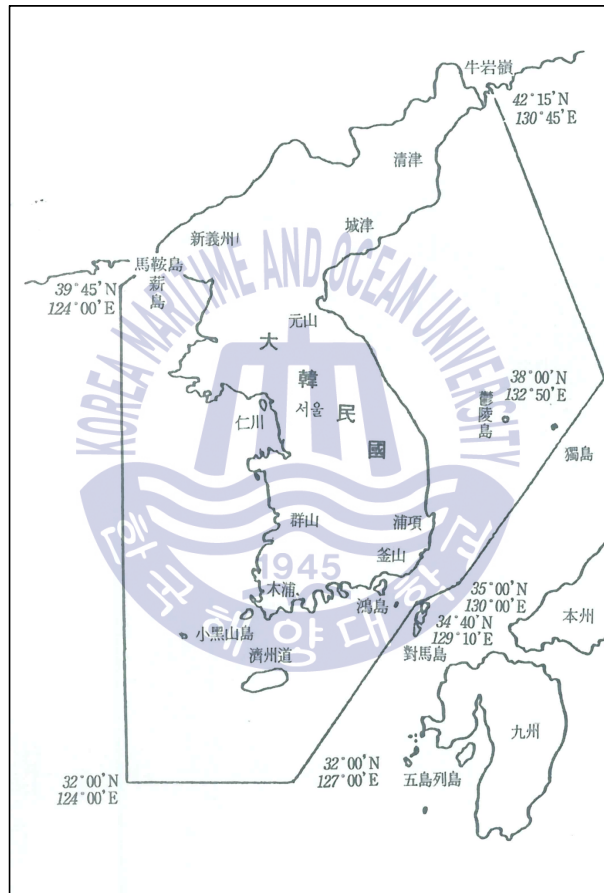 牛岩嶺
42°15'N
130°45'E
清津
城津
新義州
馬鞍島
薪島
39°45'N
124°00'E
元山
大韓民國
서울
仁川
38°00'N
132°50'E
鬱陵島
獨島
群山
浦項
釜山
木浦
鴻島
35°00'N
130°00'E
34°40'N
129°10'E
本州
對馬島
小黑山島
濟州道
九州
32°00'N
124°00'E
32°00'N
127°00'E
五島列島
KOREA MARITIME AND OCEAN UNIVERSITY
1945
한국해양대학교